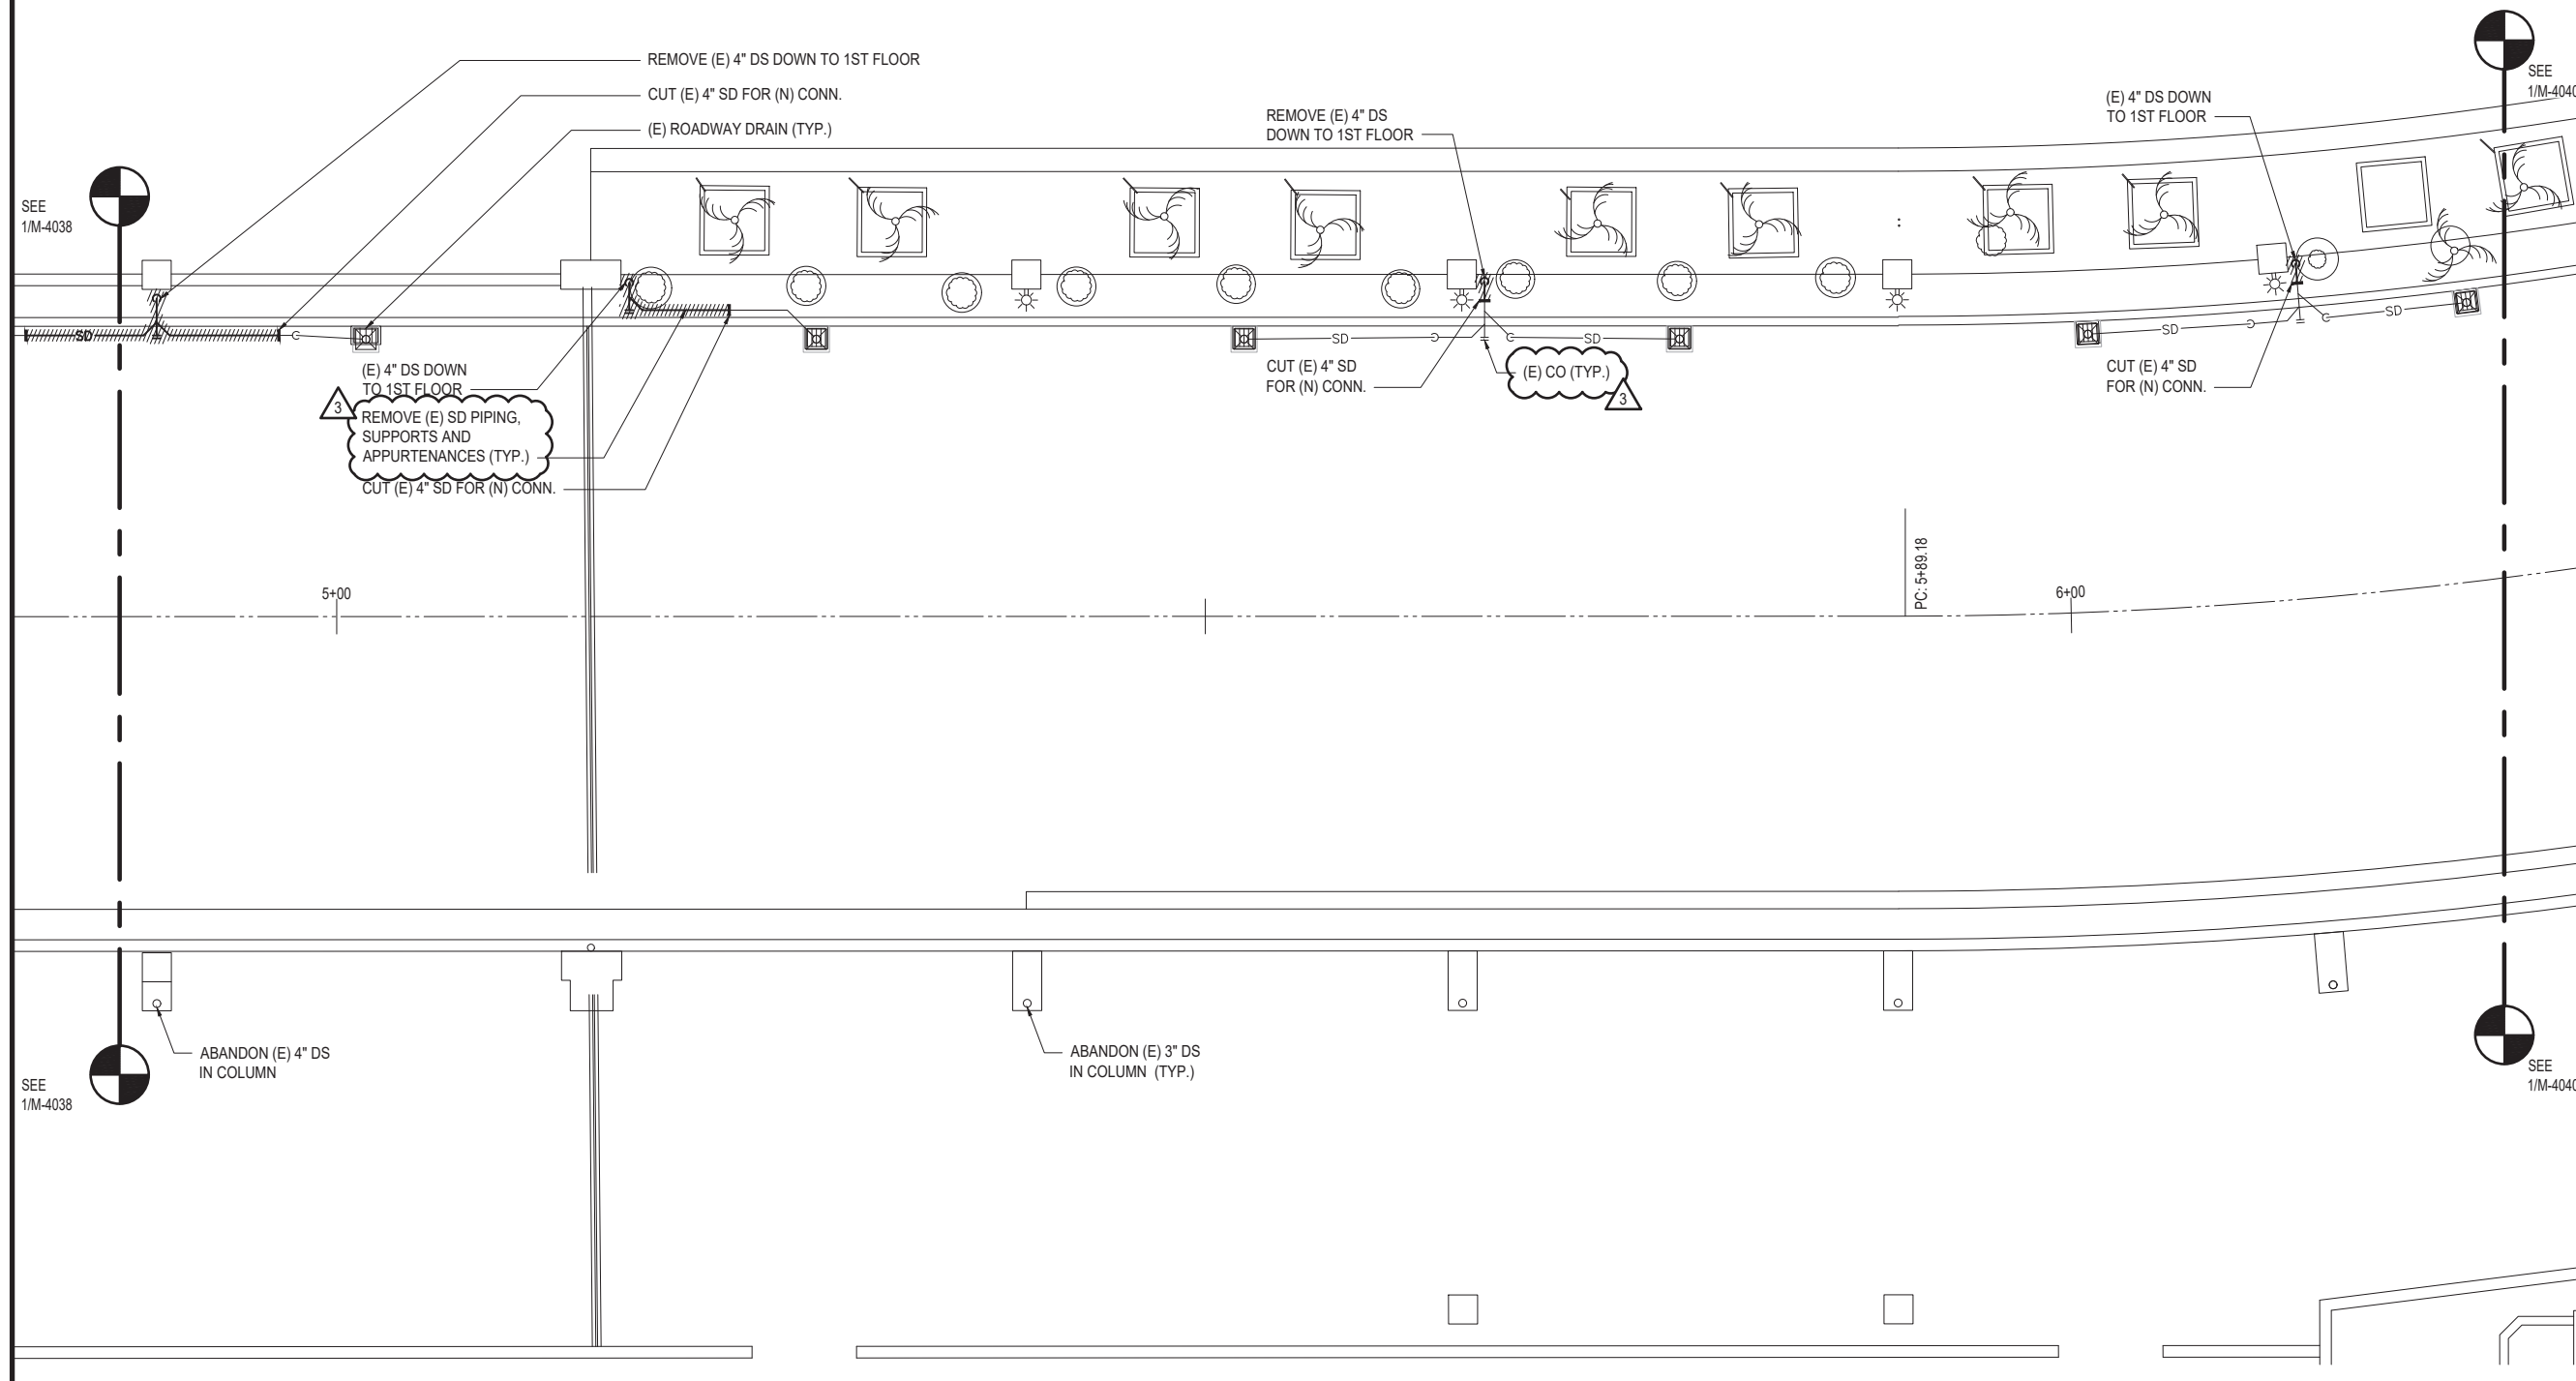 REMOVE (E) 4" DS DOWN TO 1ST FLOOR
CUT (E) 4" SD FOR (N) CONN.
(E) ROADWAY DRAIN (TYP.)
REMOVE (E) 4" DS
DOWN TO 1ST FLOOR
(E) 4" DS DOWN
TO 1ST FLOOR
SEE
1/M-4040
SEE
1/M-4038
SD
SD
SD
SD
SD
(E) 4" DS DOWN
TO 1ST FLOOR
3
REMOVE (E) SD PIPING,
SUPPORTS AND
APPURTENANCES (TYP.)
CUT (E) 4" SD FOR (N) CONN.
CUT (E) 4" SD
FOR (N) CONN.
(E) CO (TYP.)
3
CUT (E) 4" SD
FOR (N) CONN.
5+00
PC: 5+89.18
6+00
ABANDON (E) 4" DS
IN COLUMN
ABANDON (E) 3" DS
IN COLUMN (TYP.)
SEE
1/M-4038
SEE
1/M-4040